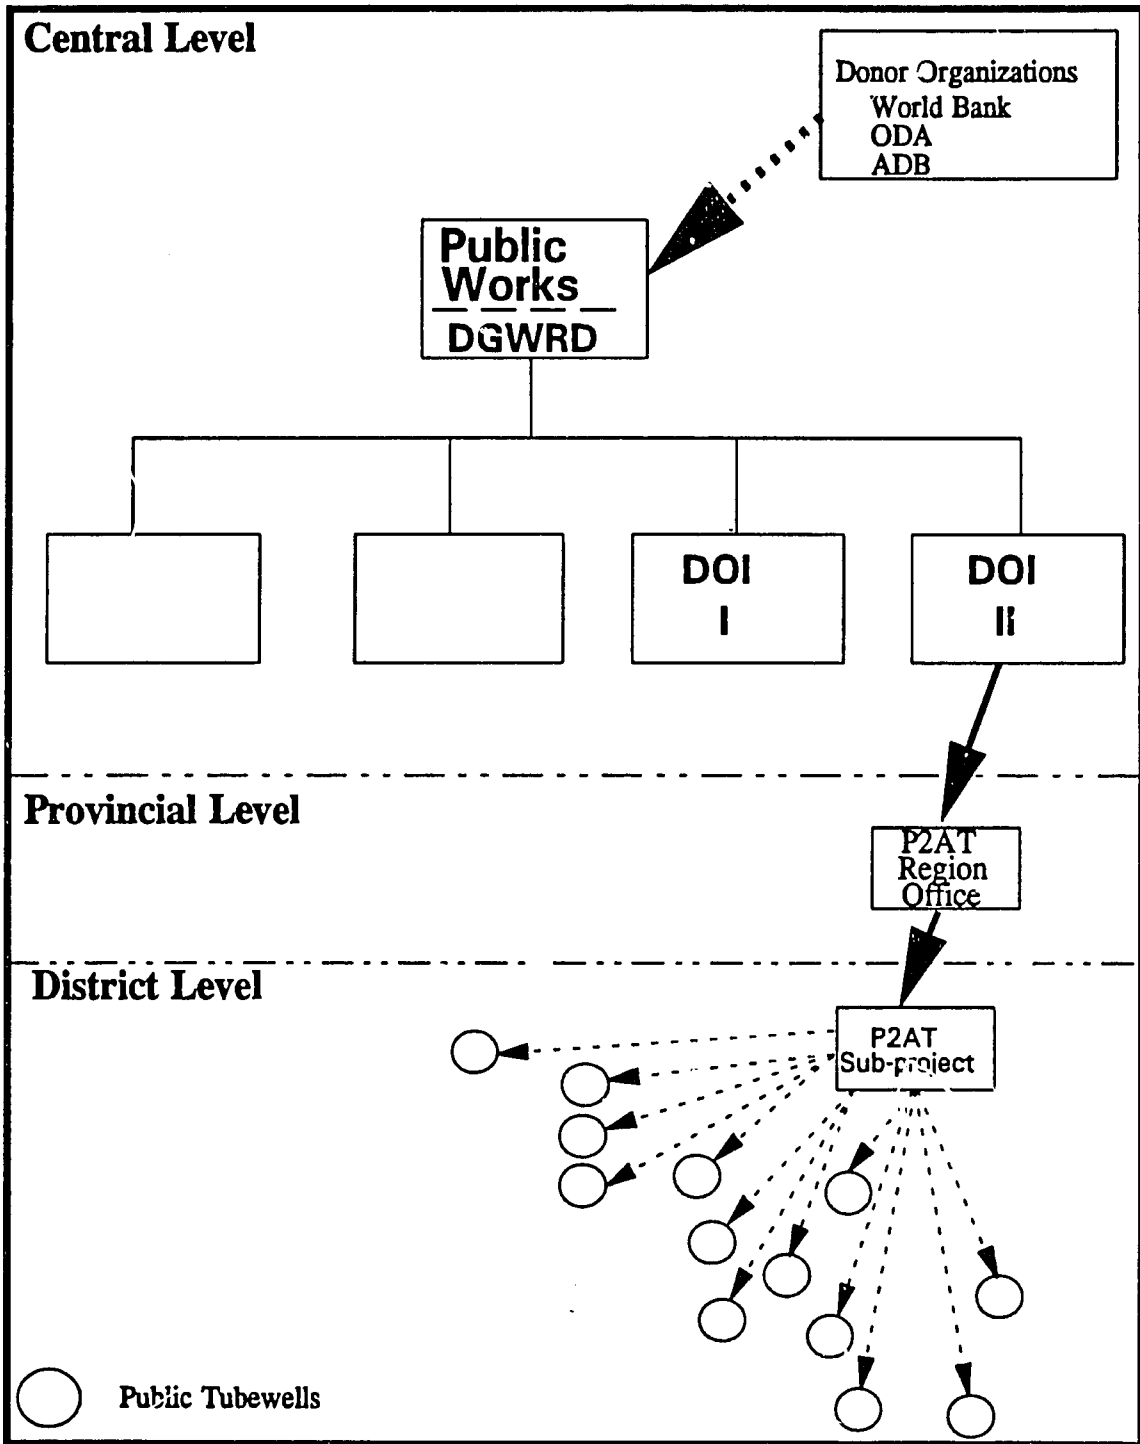 Central Level
Donor Organizations
World Bank
ODA
ADB
Public
Works
DGWRD
DOI
I
DOI
II
Provincial Level
P2AT
Region
Office
District Level
P2AT
Sub-project
Public Tubewells